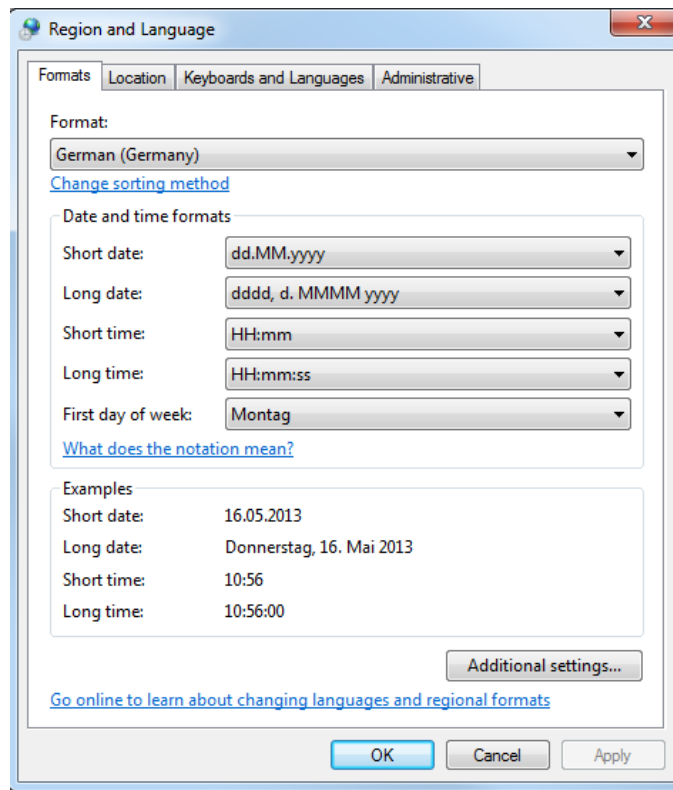 Region and Language
Formats Location Keyboards and Languages Administrative
Format:
German (Germany)
Change sorting method
Date and time formats
Short date: dd.MM.yyyy
Long date: dddd, d. MMMM yyyy
Short time: HH:mm
Long time: HH:mm:ss
First day of week: Montag
What does the notation mean?
Examples
Short date: 16.05.2013
Long date: Donnerstag, 16. Mai 2013
Short time: 10:56
Long time: 10:56:00
Additional settings...
Go online to learn about changing languages and regional formats
OK Cancel Apply